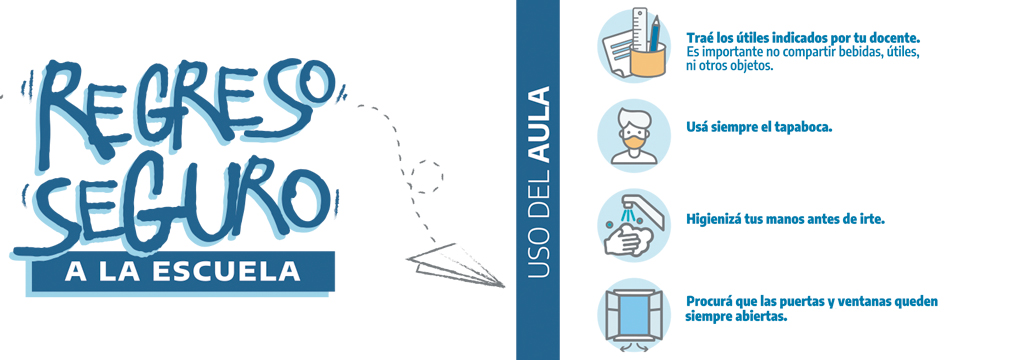 REGRESO
SEGURO
A LA ESCUELA
USO DEL AULA
Traé los útiles indicados por tu docente.
Es importante no compartir bebidas, útiles,
ni otros objetos.
Usá siempre el tapaboca.
Higienizá tus manos antes de irte.
Procurá que las puertas y ventanas queden
siempre abiertas.